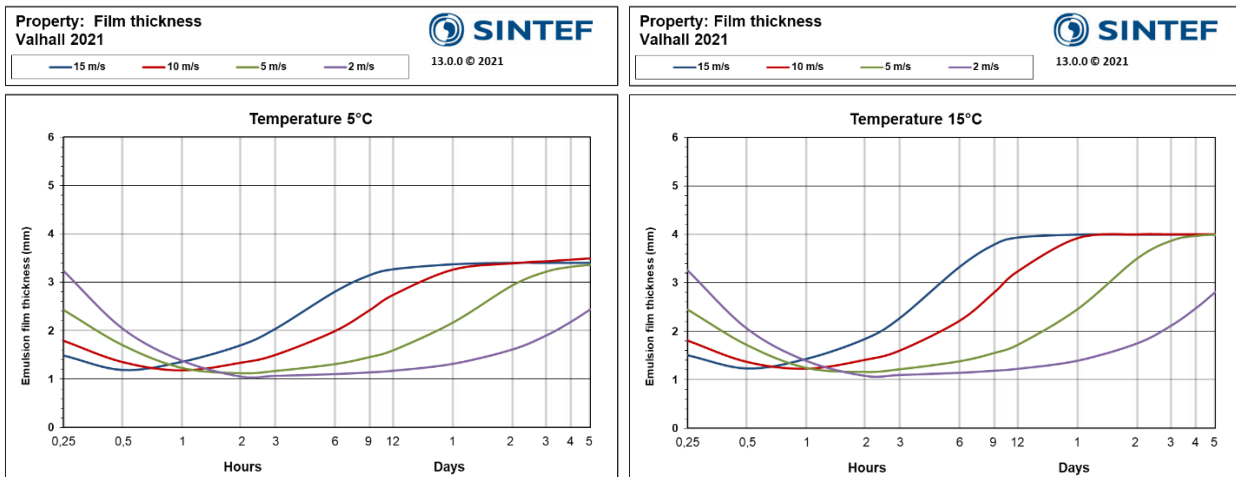 Property: Film thickness
Valhall 2021
SINTEF
15 m/s 10 m/s 5 m/s 2 m/s
13.0.0 © 2021
Temperature 5°C
Emulsion film thickness (mm)
6
5
4
3
2
1
0
0,25 0,5 1 2 3 6 9 12 1 2 3 4 5
Hours Days
Property: Film thickness
Valhall 2021
SINTEF
15 m/s 10 m/s 5 m/s 2 m/s
13.0.0 © 2021
Temperature 15°C
Emulsion film thickness (mm)
6
5
4
3
2
1
0
0,25 0,5 1 2 3 6 9 12 1 2 3 4 5
Hours Days